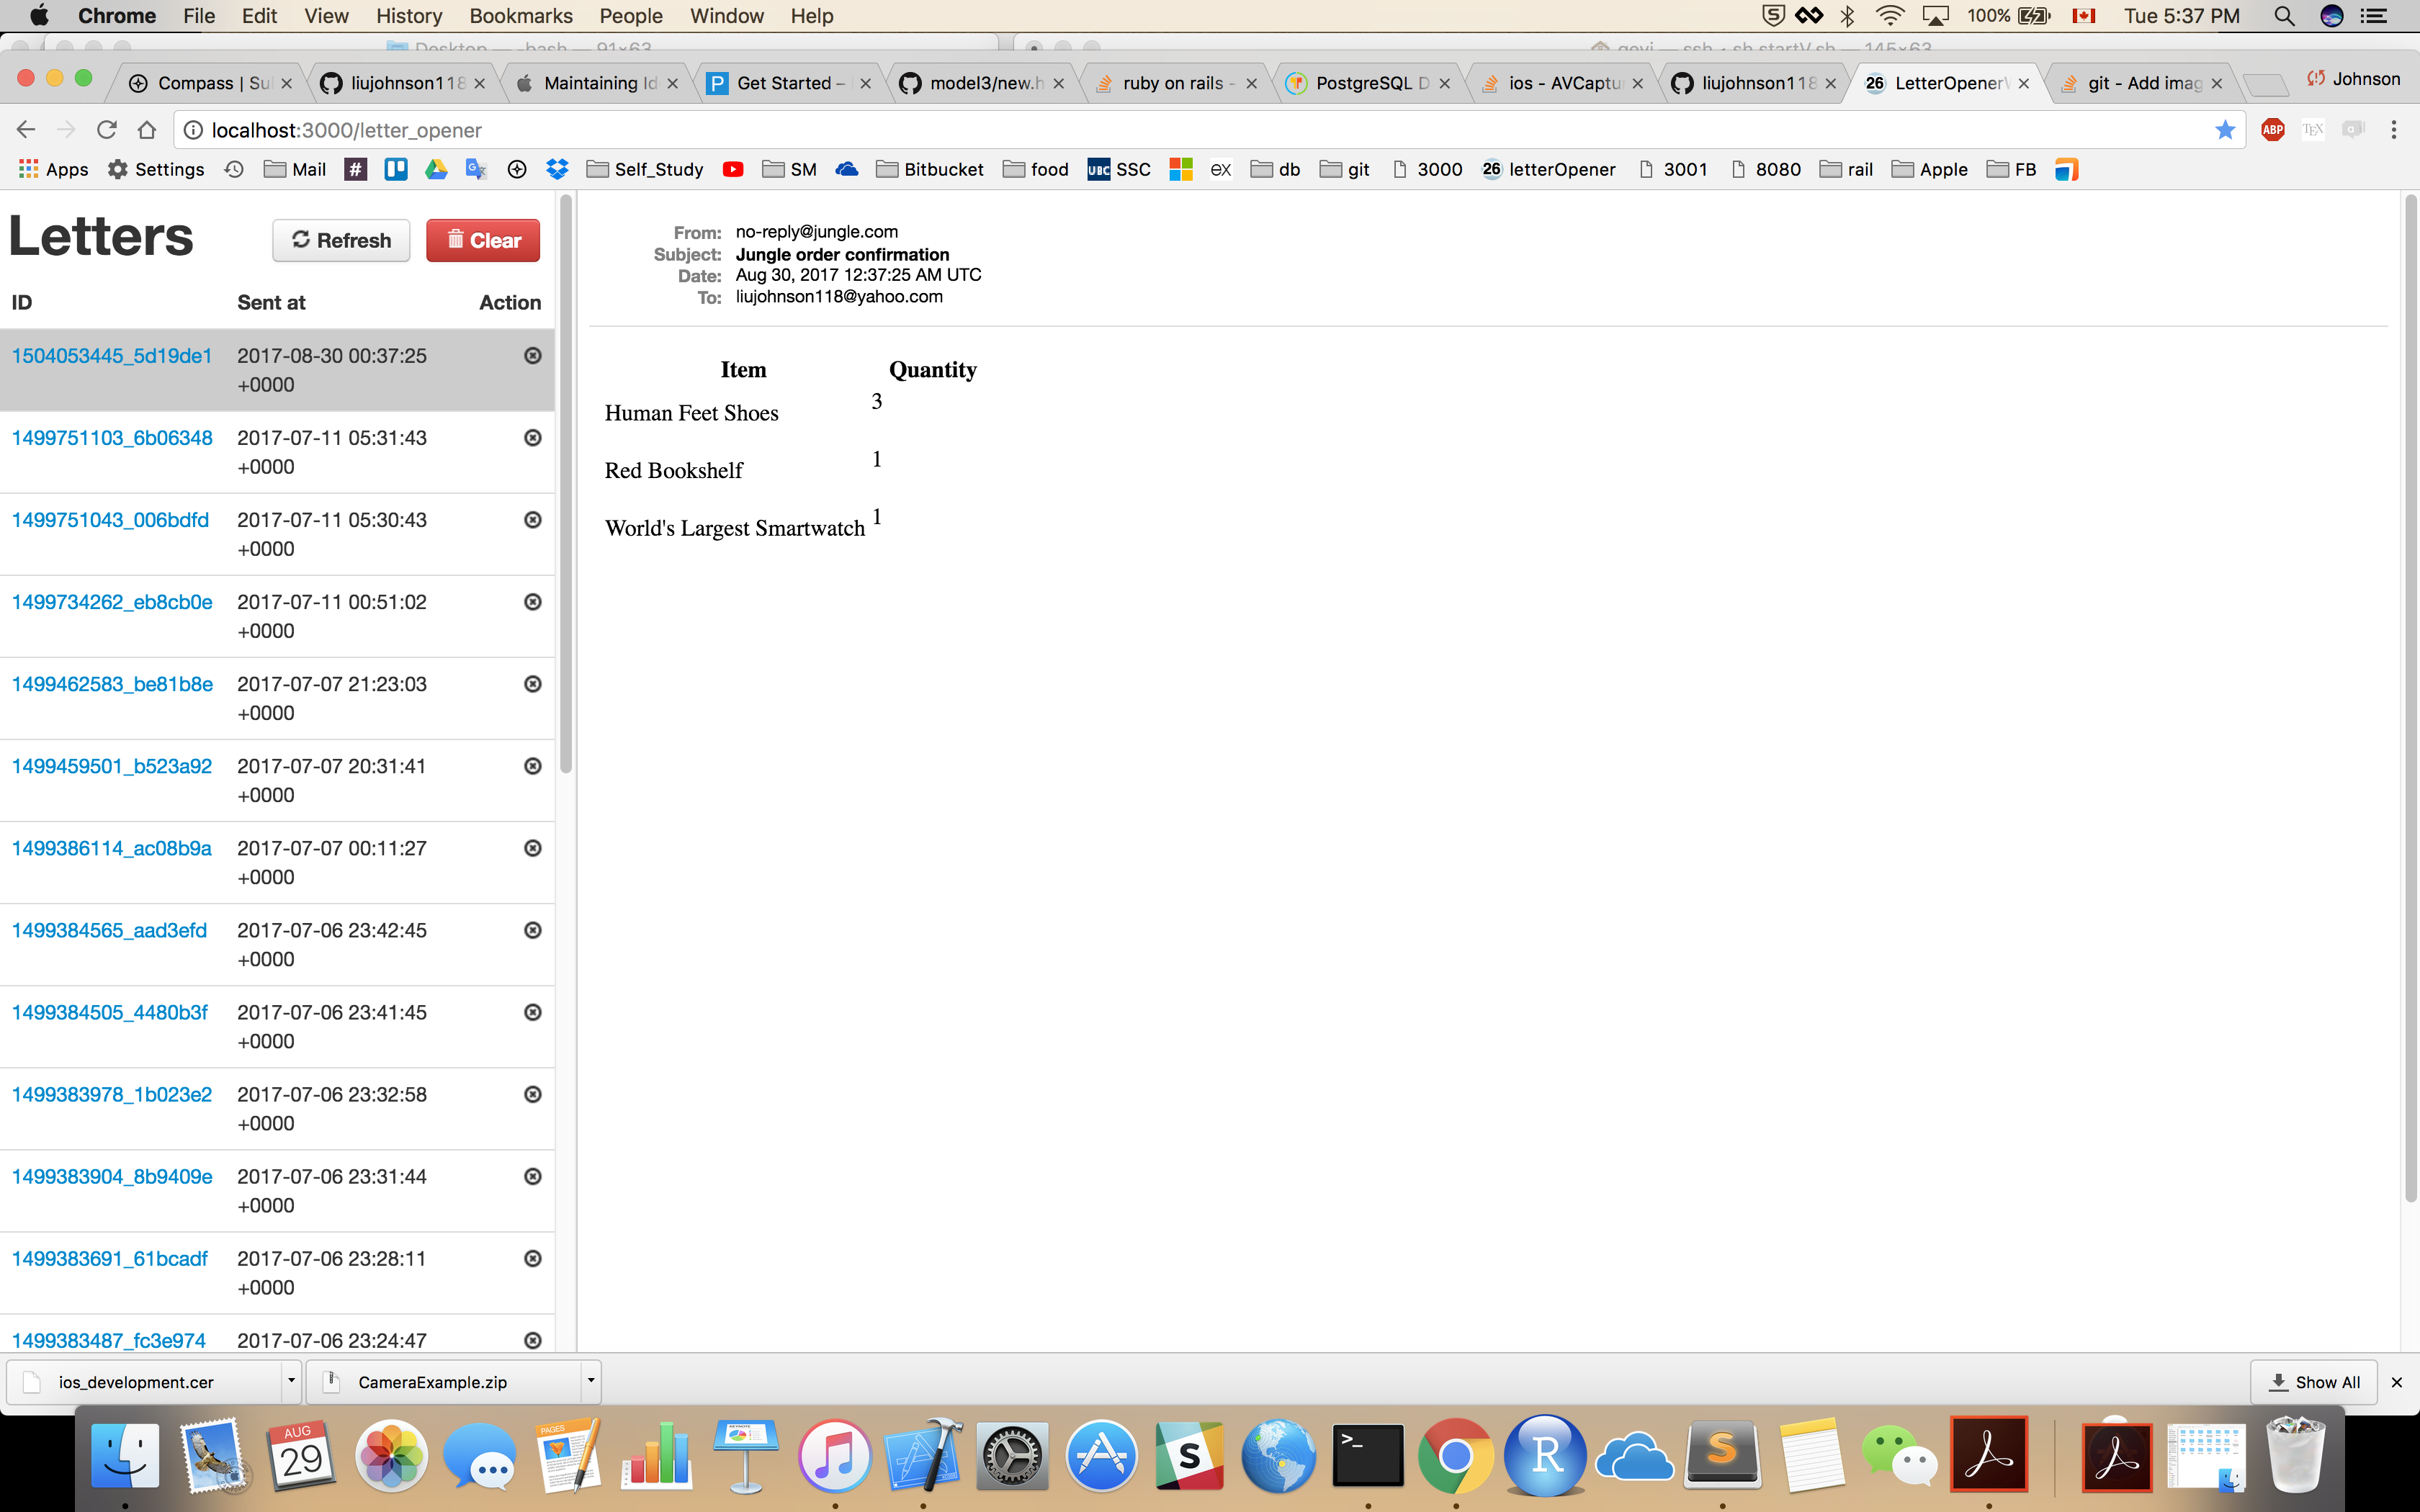 Chrome File Edit View History Bookmarks People Window Help 100% Tue 5:37 PM
Desktop — -bash — 91×63
Compass | Su liujohnson118 Maintaining Id Get Started – model3/new.h ruby on rails - PostgreSQL D ios - AVCaptu liujohnson118 26 LetterOpenerW git - Add imag Johnson
localhost:3000/letter_opener ABP TEX
Apps Settings Mail # Self_Study SM Bitbucket food UBC SSC ex db git 3000 26 letterOpener 3001 8080 rail Apple FB
Letters
Refresh
Clear
ID Sent at Action
1504053445_5d19de1 2017-08-30 00:37:25
+0000
1499751103_6b06348 2017-07-11 05:31:43
+0000
1499751043_006bdfd 2017-07-11 05:30:43
+0000
1499734262_eb8cb0e 2017-07-11 00:51:02
+0000
1499462583_be81b8e 2017-07-07 21:23:03
+0000
1499459501_b523a92 2017-07-07 20:31:41
+0000
1499386114_ac08b9a 2017-07-07 00:11:27
+0000
1499384565_aad3efd 2017-07-06 23:42:45
+0000
1499384505_4480b3f 2017-07-06 23:41:45
+0000
1499383978_1b023e2 2017-07-06 23:32:58
+0000
1499383904_8b9409e 2017-07-06 23:31:44
+0000
1499383691_61bcadf 2017-07-06 23:28:11
+0000
1499383487_fc3e974 2017-07-06 23:24:47
From: no-reply@jungle.com
Subject: Jungle order confirmation
Date: Aug 30, 2017 12:37:25 AM UTC
To: liujohnson118@yahoo.com
Item Quantity
Human Feet Shoes 3
Red Bookshelf 1
World's Largest Smartwatch 1
ios_development.cer
CameraExample.zip
Show All
AUG
29
PAGES